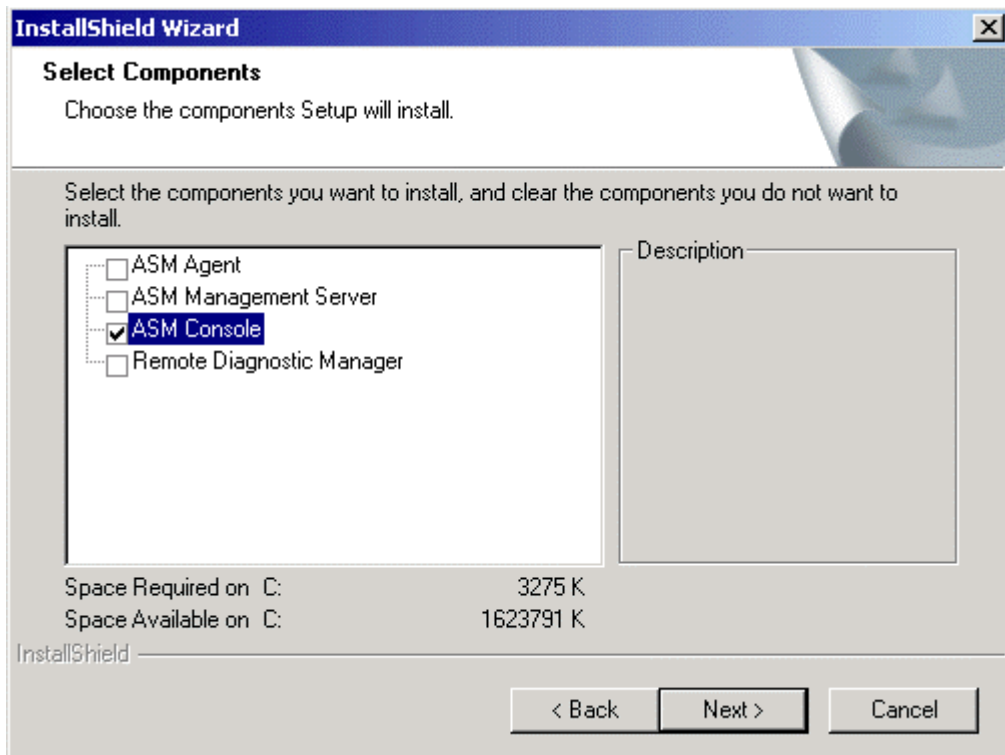 InstallShield Wizard
Select Components
Choose the components Setup will install.
Select the components you want to install, and clear the components you do not want to
install.
Description
ASM Agent
ASM Management Server
ASM Console
Remote Diagnostic Manager
Space Required on C: 3275 K
Space Available on C: 1623791 K
InstallShield
< Back Next > Cancel